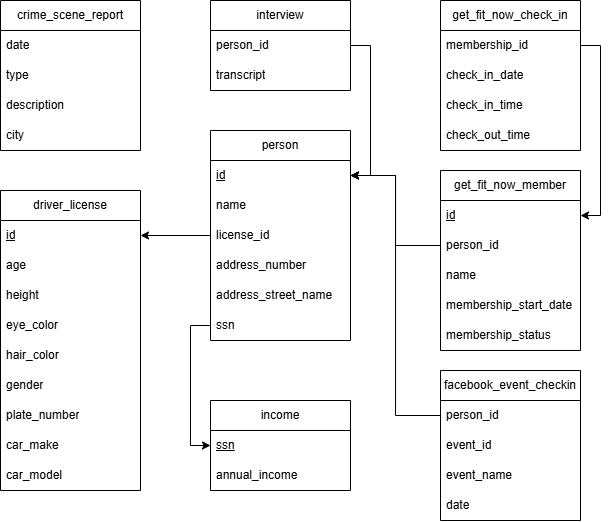 crime_scene_report
date
type
description
city
interview
person_id
transcript
get_fit_now_check_in
membership_id
check_in_date
check_in_time
check_out_time
person
id
name
license_id
address_number
address_street_name
ssn
driver_license
id
age
height
eye_color
hair_color
gender
plate_number
car_make
car_model
get_fit_now_member
id
person_id
name
membership_start_date
membership_status
income
ssn
annual_income
facebook_event_checkin
person_id
event_id
event_name
date